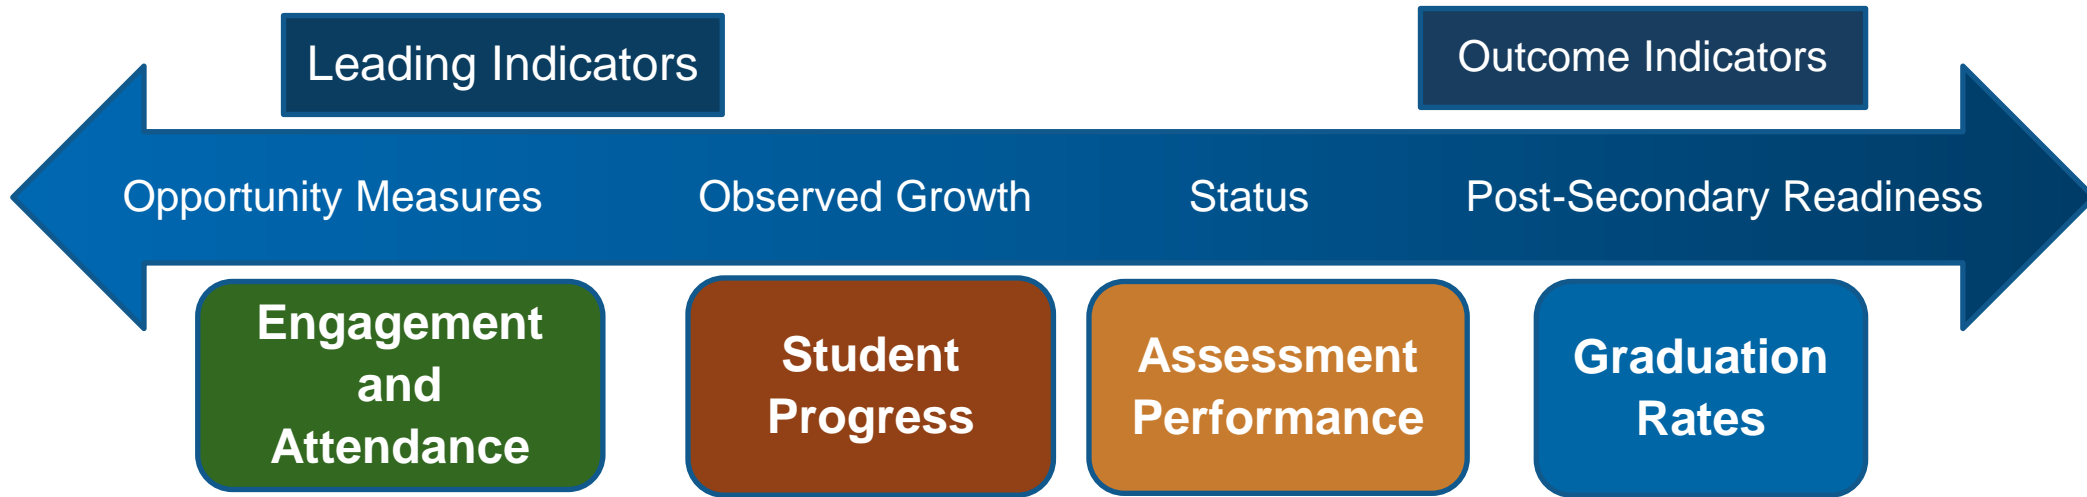 Leading Indicators
Outcome Indicators
Opportunity Measures
Observed Growth
Status
Post-Secondary Readiness
Engagement
and
Attendance
Student
Progress
Assessment
Performance
Graduation
Rates